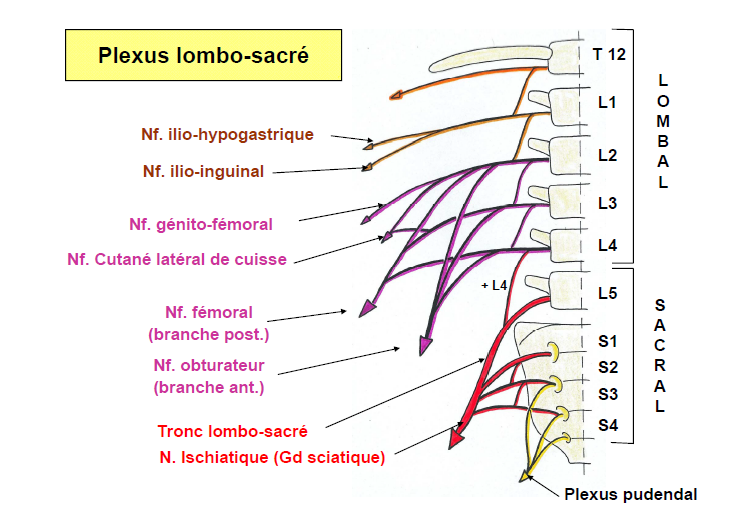 Plexus lombo-sacré
T 12
L1
L2
L3
L4
L5
S1
S2
S3
S4
LOMBAL
SACRAL
Nf. ilio-hypogastrique
Nf. ilio-inguinal
Nf. génito-fémoral
Nf. Cutané latéral de cuisse
+ L4
Nf. fémoral
(branche post.)
Nf. obturateur
(branche ant.)
Tronc lombo-sacré
N. Ischiatique (Gd sciatique)
Plexus pudendal